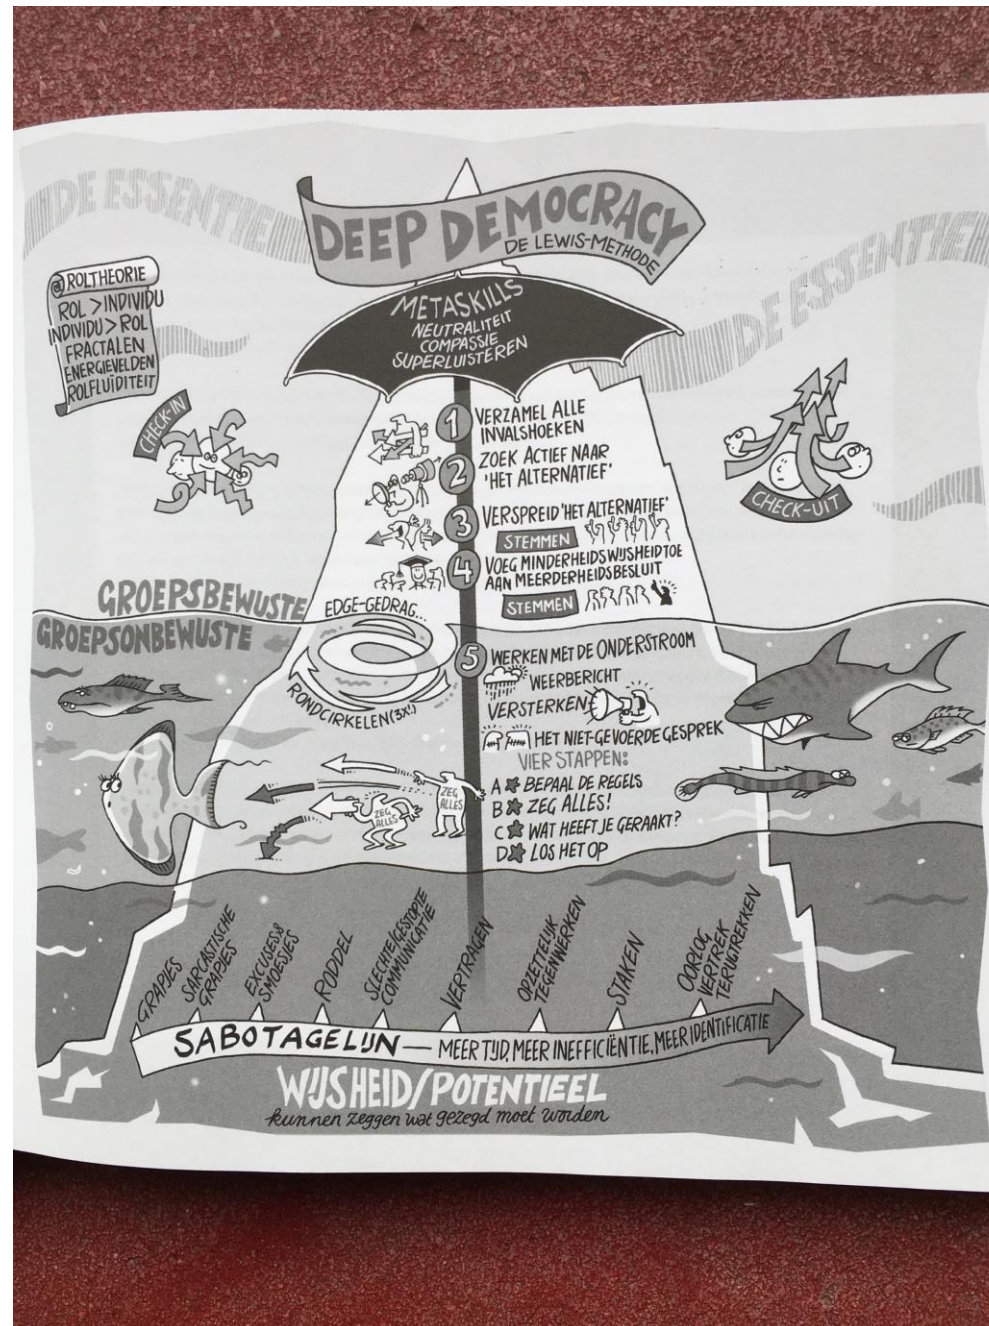 DE ESSENTIE
DEEP DEMOCRACY
DE LEWIS-METHODE
DE ESSENTIE
@ ROLTHEORIE
ROL > INDIVIDU
INDIVIDU > ROL
FRACTALEN
ENERGIEVELDEN
ROLFLUÏDITEIT
METASKILLS
NEUTRALITEIT
COMPASSIE
SUPERLUISTEREN
CHECK-IN
CHECK-UIT
1 VERZAMEL ALLE
INVALSHOEKEN
2 ZOEK ACTIEF NAAR
'HET ALTERNATIEF'
3 VERSPREID 'HET ALTERNATIEF'
STEMMEN
4 VOEG MINDERHEIDSWIJSHEID TOE
AAN MEERDERHEIDSBESLUIT
STEMMEN
GROEPSBEWUSTE
GROEPSONBEWUSTE
EDGE-GEDRAG...
RONDCIRKELEN (3X!)
5 WERKEN MET DE ONDERSTROOM
WEERBERICHT
VERSTERKEN
HET NIET-GEVOERDE GESPREK
VIER STAPPEN:
A BEPAAL DE REGELS
B ZEG ALLES!
C WAT HEEFT JE GERAAKT?
D LOS HET OP
ZEG
ALLES
ZEG
ALLES
GRAPJES
SARCASTISCHE
GRAPJES
EXCUSES &
SMOESJES
RODDEL
SLECHTE/GESTOPTE
COMMUNICATIE
VERTRAGEN
OPZETTELIJK
TEGENWERKEN
STAKEN
OORLOG
VERTREK
TERUGTREKKEN
SABOTAGELIJN — MEER TIJD, MEER INEFFICIËNTIE, MEER IDENTIFICATIE
WIJSHEID/POTENTIEEL
kunnen zeggen wat gezegd moet worden